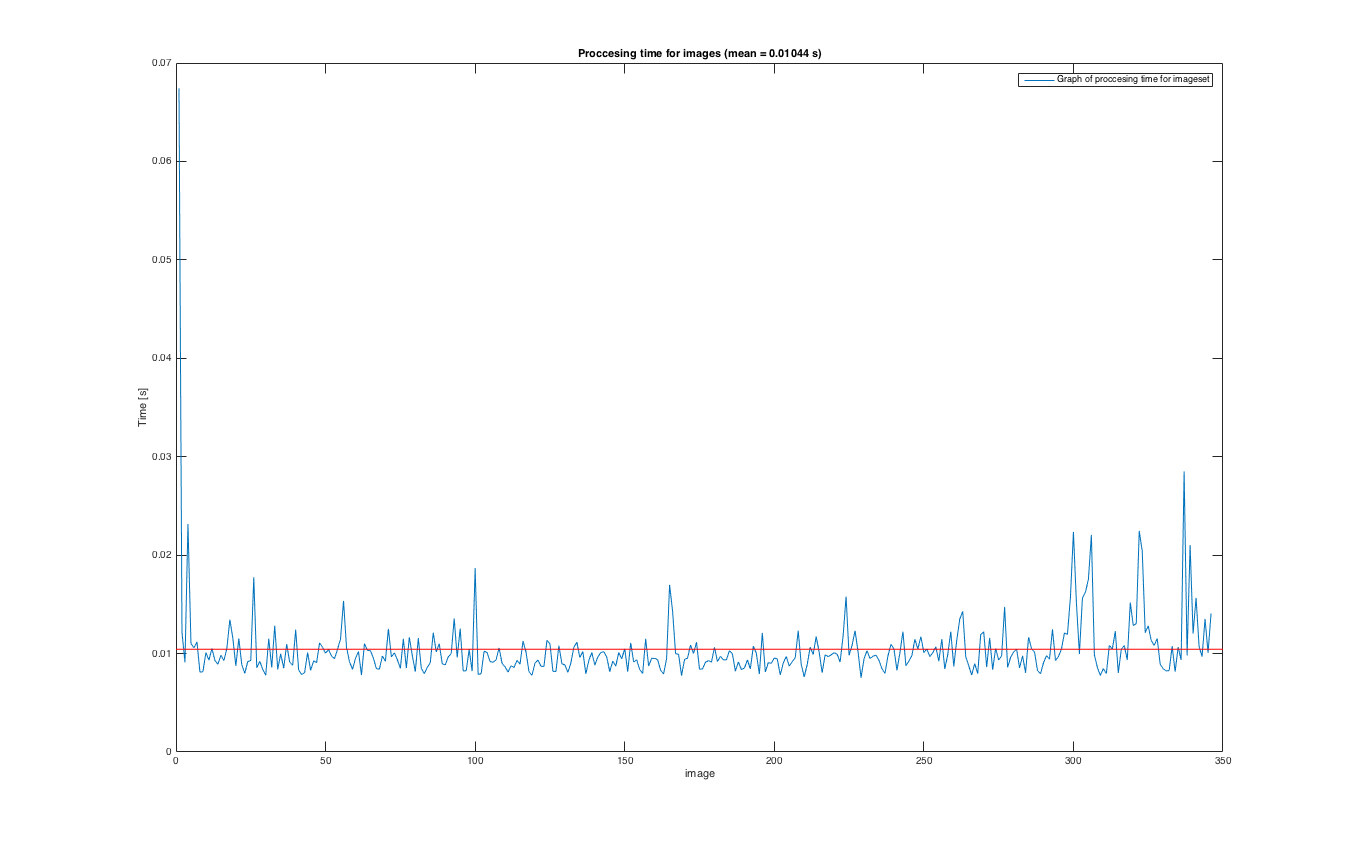 Proccesing time for images (mean = 0.01044 s)
Graph of proccesing time for imageset
0.07
0.06
0.05
0.04
0.03
0.02
0.01
0
Time [s]
0 50 100 150 200 250 300 350
image